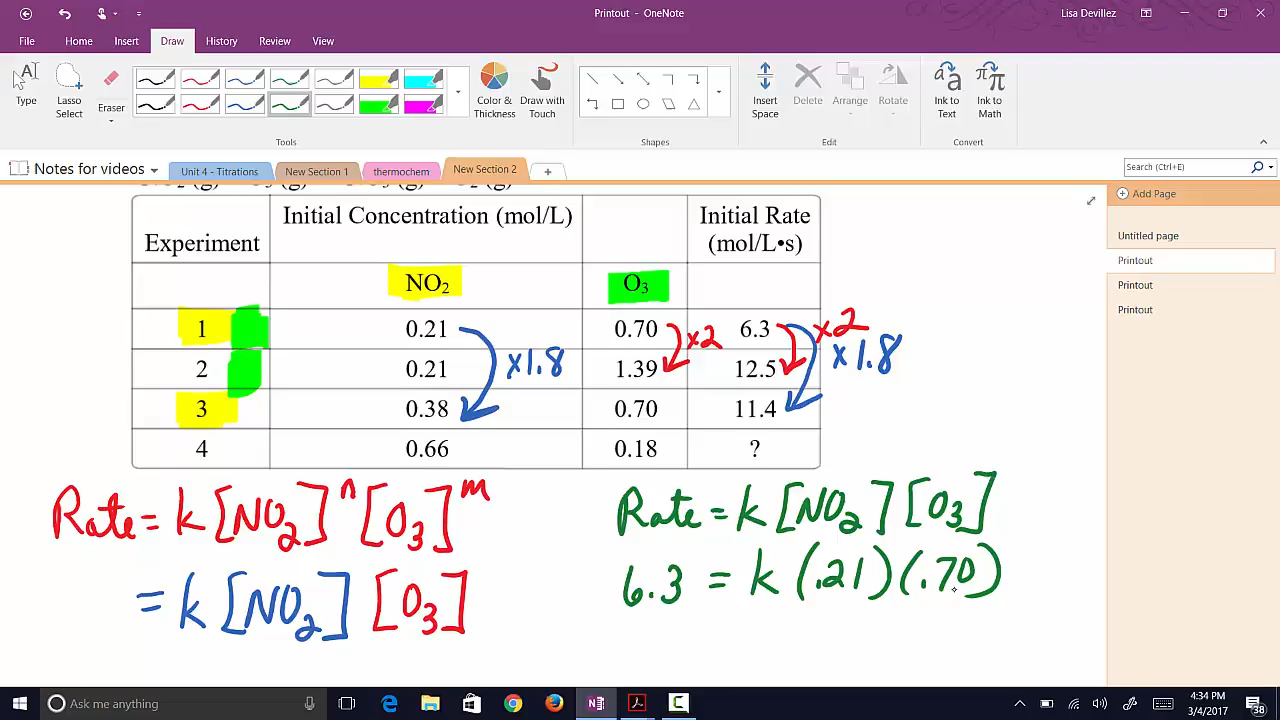 Printout - OneNote
Lisa Devillez
File Home Insert Draw History Review View
Type
Lasso Select
Eraser
Color & Thickness
Draw with Touch
Insert Space
Delete
Arrange
Rotate
Ink to Text
Ink to Math
Tools
Shapes
Edit
Convert
Notes for videos
Unit 4 - Titrations
New Section 1
thermochem
New Section 2
Search (Ctrl+E)
Add Page
Untitled page
Printout
Printout
Printout
Experiment Initial Concentration (mol/L) Initial Rate (mol/L•s)
NO₂ O₃
1 0.21 0.70 6.3
2 0.21 1.39 12.5
3 0.38 0.70 11.4
4 0.66 0.18 ?
x1.8
x2
x2
x1.8
Rate = k[NO₂]ⁿ[O₃]ᵐ
= k[NO₂][O₃]
Rate = k[NO₂][O₃]
6.3 = k(.21)(.70)
Ask me anything
4:34 PM
3/4/2017
38